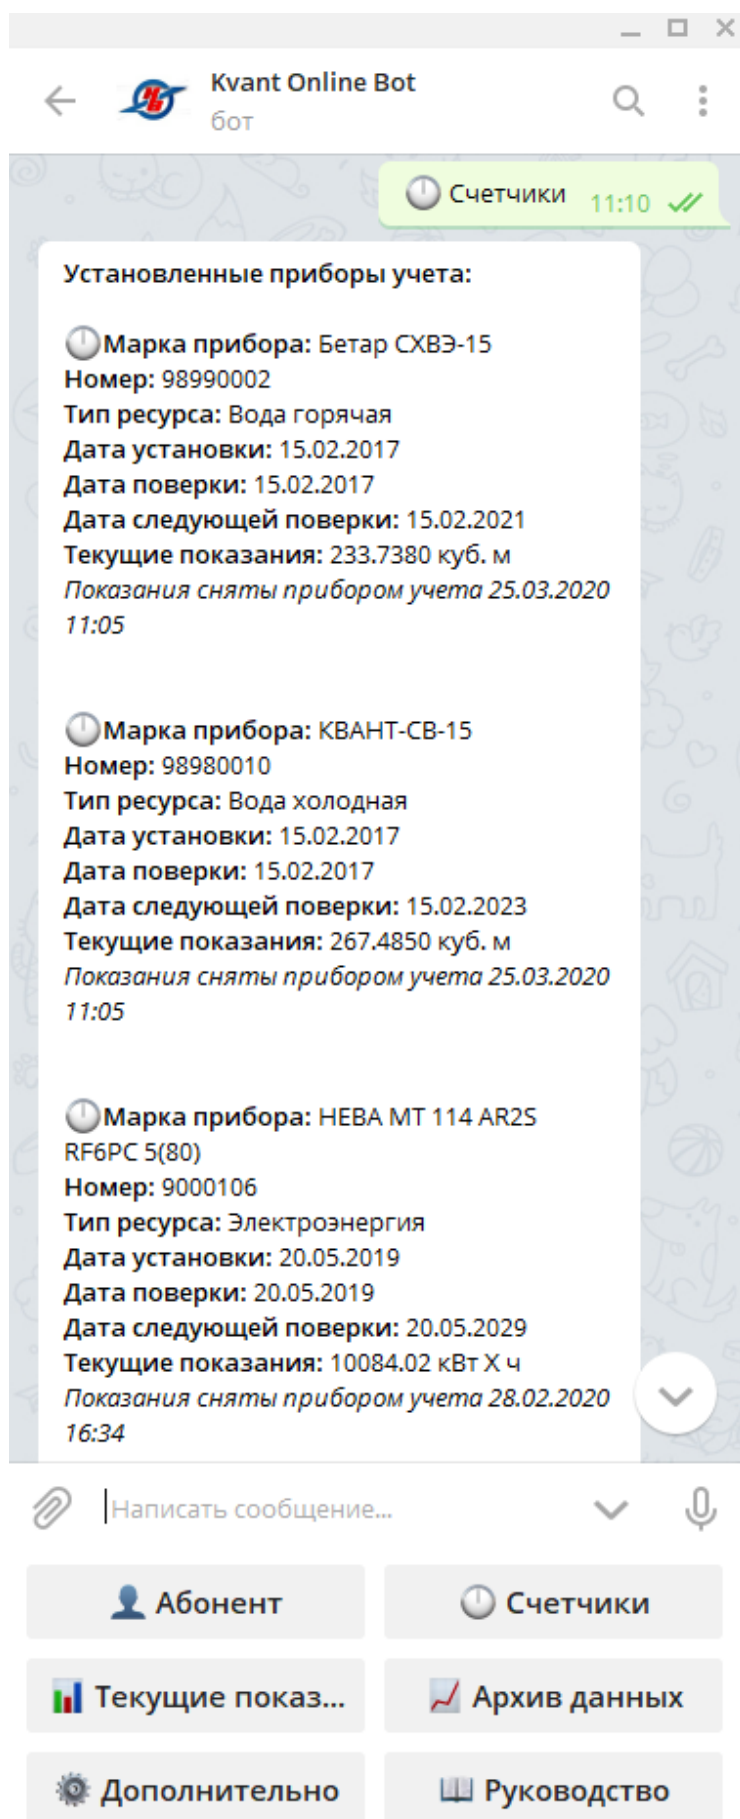 Kvant Online Bot
бот
Счетчики 11:10
Установленные приборы учета:
Марка прибора: Бетар СХВЭ-15
Номер: 98990002
Тип ресурса: Вода горячая
Дата установки: 15.02.2017
Дата поверки: 15.02.2017
Дата следующей поверки: 15.02.2021
Текущие показания: 233.7380 куб. м
Показания сняты прибором учета 25.03.2020
11:05
Марка прибора: КВАНТ-СВ-15
Номер: 98980010
Тип ресурса: Вода холодная
Дата установки: 15.02.2017
Дата поверки: 15.02.2017
Дата следующей поверки: 15.02.2023
Текущие показания: 267.4850 куб. м
Показания сняты прибором учета 25.03.2020
11:05
Марка прибора: НЕВА МТ 114 AR2S
RF6PC 5(80)
Номер: 9000106
Тип ресурса: Электроэнергия
Дата установки: 20.05.2019
Дата поверки: 20.05.2019
Дата следующей поверки: 20.05.2029
Текущие показания: 10084.02 кВт X ч
Показания сняты прибором учета 28.02.2020
16:34
Написать сообщение...
Абонент
Счетчики
Текущие показ...
Архив данных
Дополнительно
Руководство